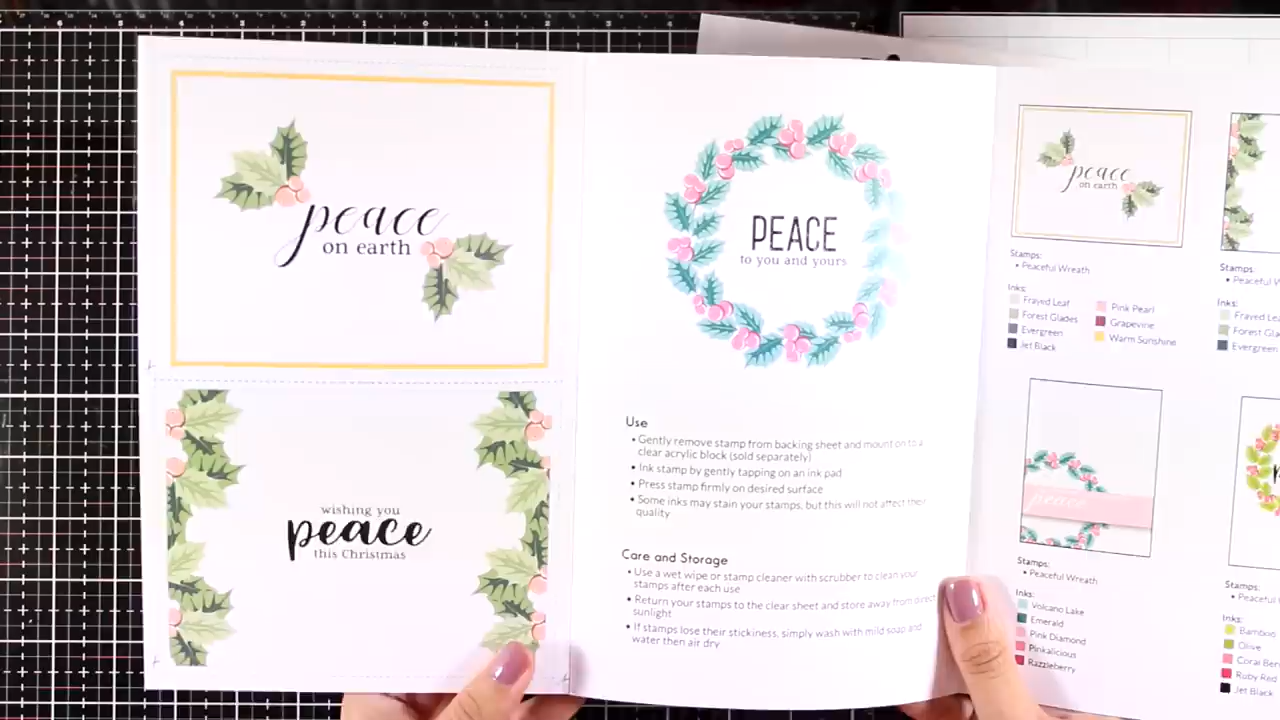 peace
on earth
wishing you
peace
this Christmas
PEACE
to you and yours
Use
• Gently remove stamp from backing sheet and mount on to a
clear acrylic block (sold separately)
• Ink stamp by gently tapping on an ink pad
• Press stamp firmly on desired surface
• Some inks may stain your stamps, but this will not affect their
quality
Care and Storage
• Use a wet wipe or stamp cleaner with scrubber to clean your
stamps after each use
• Return your stamps to the clear sheet and store away from direct
sunlight
• If stamps lose their stickiness, simply wash with mild soap and
water then air dry
peace
on earth
Stamps:
• Peaceful Wreath
Inks:
Frayed Leaf
Forest Glades
Evergreen
Jet Black
Pink Pearl
Grapevine
Warm Sunshine
Stamps:
• Peaceful W
Inks:
Frayed Lea
Forest Gla
Evergreen
peace
Stamps:
• Peaceful Wreath
Inks:
Volcano Lake
Emerald
Pink Diamond
Pinkalicious
Razzleberry
Stamps:
• Peaceful
Inks:
Bamboo
Olive
Coral Ber
Ruby Red
Jet Black